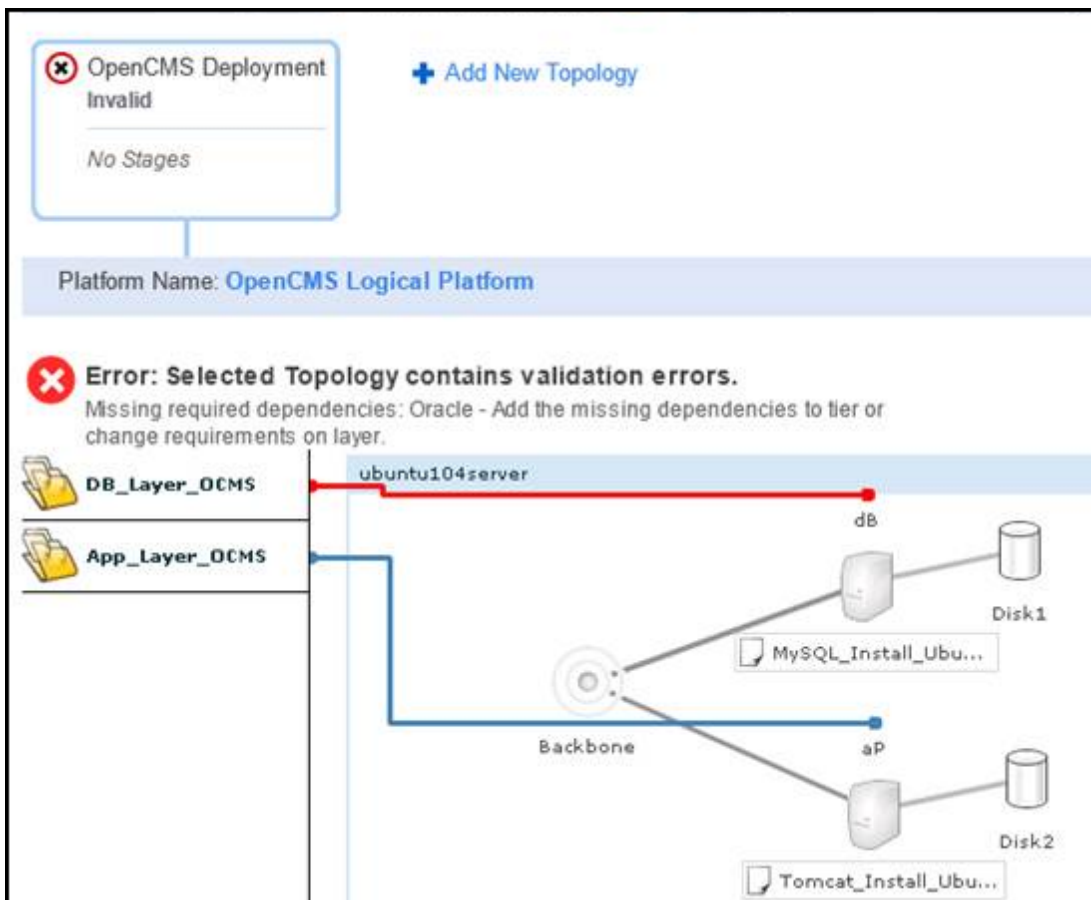 OpenCMS Deployment
Invalid
No Stages
Add New Topology
Platform Name: OpenCMS Logical Platform
Error: Selected Topology contains validation errors.
Missing required dependencies: Oracle - Add the missing dependencies to tier or
change requirements on layer.
DB_Layer_OCMS
App_Layer_OCMS
ubuntu104server
dB
Disk1
MySQL_Install_Ubu...
Backbone
aP
Disk2
Tomcat_Install_Ubu...